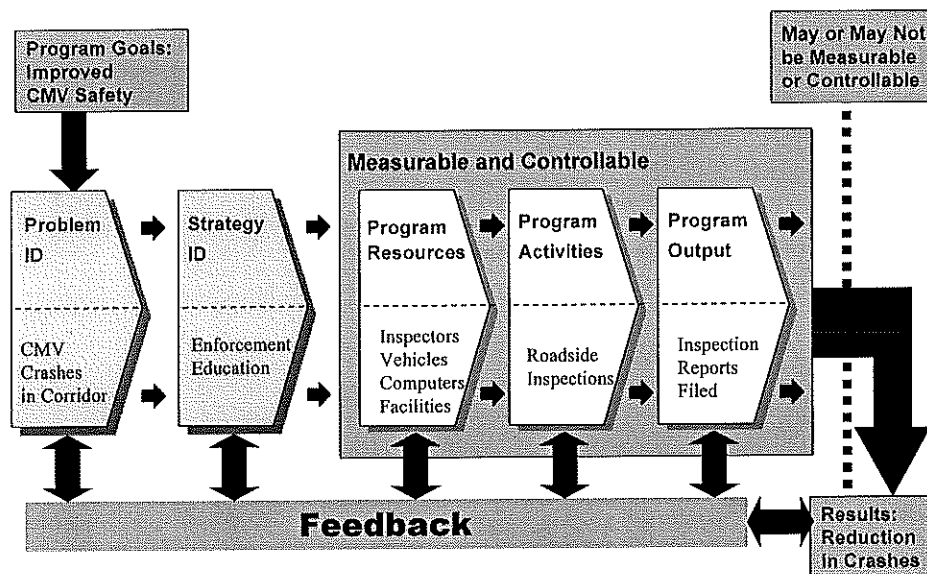 Program Goals:
Improved
CMV Safety
May or May Not
be Measurable
or Controllable
Measurable and Controllable
Problem
ID
CMV
Crashes
in Corridor
Strategy
ID
Enforcement
Education
Program
Resources
Inspectors
Vehicles
Computers
Facilities
Program
Activities
Roadside
Inspections
Program
Output
Inspection
Reports
Filed
Feedback
Results:
Reduction
In Crashes